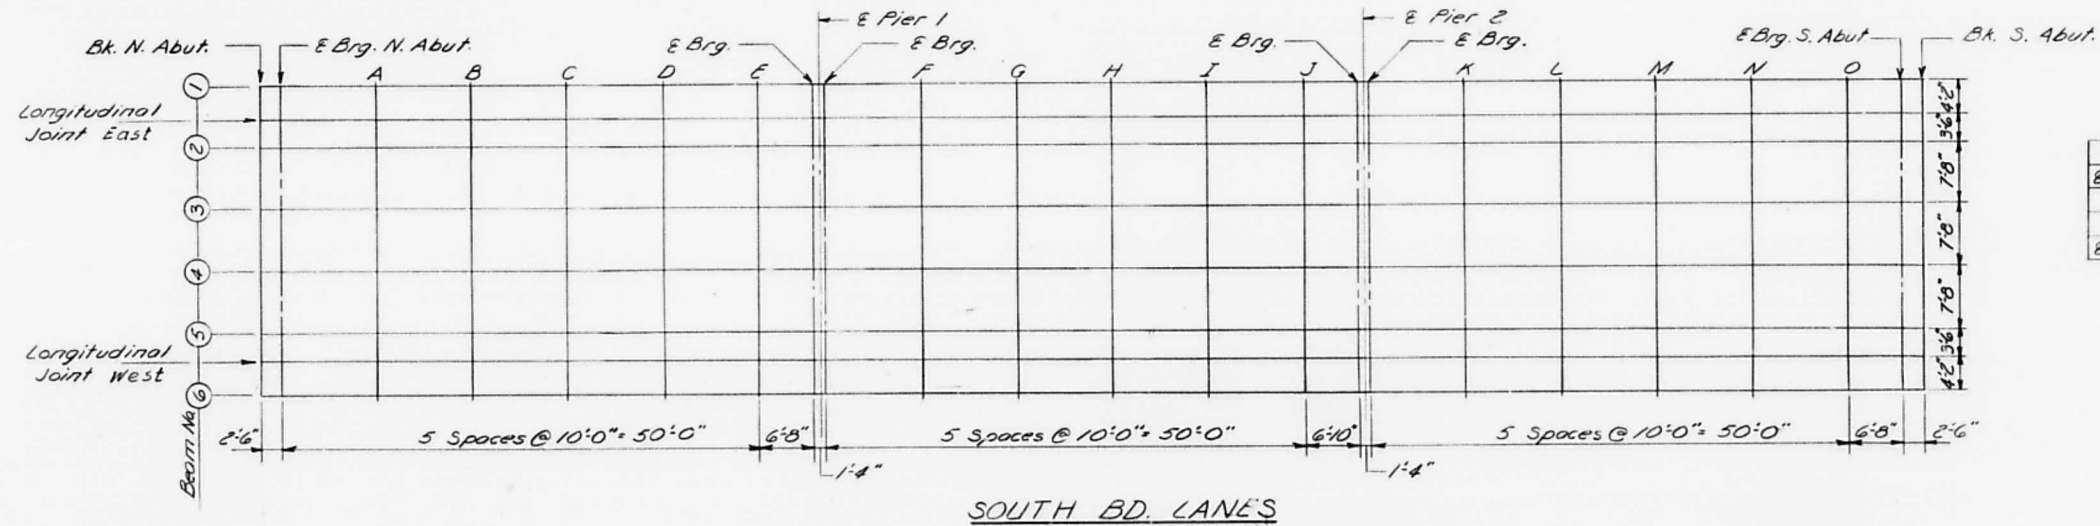 ℄ Pier 1
℄ Pier 2
Bk. N. Abut.
℄ Brg. N. Abut.
℄ Brg.
℄ Brg.
℄ Brg.
℄ Brg.
℄ Brg. S. Abut
Bk. S. Abut.
A B C D E F G H I J K L M N O
1
Longitudinal
Joint East
2
3
4
5
Longitudinal
Joint West
6
Beam No.
4'-2"
3'-6"
7'-8"
7'-8"
7'-8"
3'-6"
4'-2"
2'-6"
5 Spaces @ 10'-0" = 50'-0"
6'-8"
5 Spaces @ 10'-0" = 50'-0"
6'-10"
5 Spaces @ 10'-0" = 50'-0"
6'-8"
2'-6"
1'-4"
1'-4"
SOUTH BD. LANES